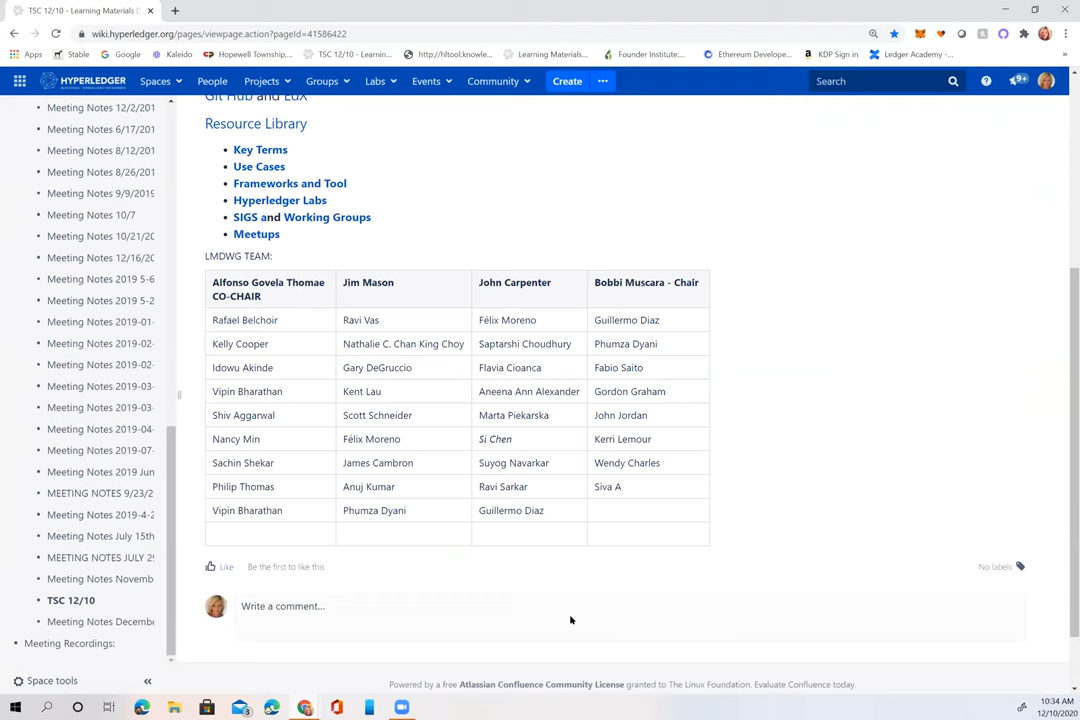 TSC 12/10 - Learning Materials D
wiki.hyperledger.org/pages/viewpage.action?pageId=41586422
Apps Stable Google Kaleido Hopewell Township,... TSC 12/10 – Learnin... http://hltool.knowle... Learning Materials... Founder Institute:... Ethereum Develope... KDP Sign in Ledger Academy -... »
HYPERLEDGER Spaces People Projects Groups Labs Events Community Create ••• Search 9+
Meeting Notes 12/2/201
Meeting Notes 6/17/201
Meeting Notes 8/12/201
Meeting Notes 8/26/201
Meeting Notes 9/9/2019
Meeting Notes 10/7
Meeting Notes 10/21/20
Meeting Notes 12/16/20
Meeting Notes 2019 5-6
Meeting Notes 2019 5-2
Meeting Notes 2019-01-
Meeting Notes 2019-02-
Meeting Notes 2019-02-
Meeting Notes 2019-03-
Meeting Notes 2019-03-
Meeting Notes 2019-04-
Meeting Notes 2019-07-
Meeting Notes 2019 Jun
MEETING NOTES 9/23/2
Meeting Notes 2019-4-2
Meeting Notes July 15th
MEETING NOTES JULY 29
Meeting Notes Novemb
TSC 12/10
Meeting Notes Decembe
Meeting Recordings:
Space tools «
Git Hub and EdX
Resource Library
Key Terms
Use Cases
Frameworks and Tool
Hyperledger Labs
SIGS and Working Groups
Meetups
LMDWG TEAM:
Alfonso Govela Thomae CO-CHAIR Jim Mason John Carpenter Bobbi Muscara - Chair
Rafael Belchoir Ravi Vas Félix Moreno Guillermo Diaz
Kelly Cooper Nathalie C. Chan King Choy Saptarshi Choudhury Phumza Dyani
Idowu Akinde Gary DeGruccio Flavia Cioanca Fabio Saito
Vipin Bharathan Kent Lau Aneena Ann Alexander Gordon Graham
Shiv Aggarwal Scott Schneider Marta Piekarska John Jordan
Nancy Min Félix Moreno Si Chen Kerri Lemour
Sachin Shekar James Cambron Suyog Navarkar Wendy Charles
Philip Thomas Anuj Kumar Ravi Sarkar Siva A
Vipin Bharathan Phumza Dyani Guillermo Diaz
Like Be the first to like this No labels
Write a comment...
Powered by a free Atlassian Confluence Community License granted to The Linux Foundation. Evaluate Confluence today.
3
10:34 AM
12/10/2020